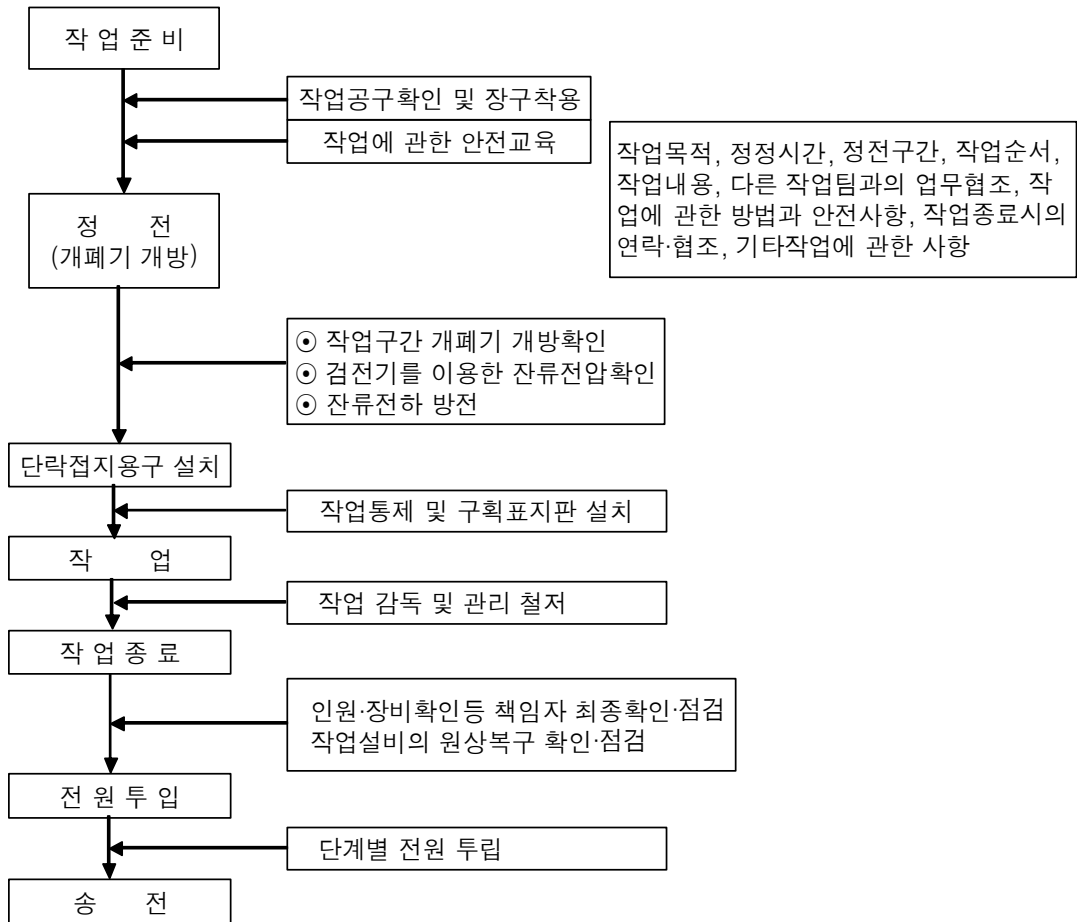 작 업 준 비
작업공구확인 및 장구착용
작업에 관한 안전교육
작업목적, 정정시간, 정전구간, 작업순서,
작업내용, 다른 작업팀과의 업무협조, 작
업에 관한 방법과 안전사항, 작업종료시의
연락·협조, 기타작업에 관한 사항
정 전
(개폐기 개방)
⊙ 작업구간 개폐기 개방확인
⊙ 검전기를 이용한 잔류전압확인
⊙ 잔류전하 방전
단락접지용구 설치
작업통제 및 구획표지판 설치
작 업
작업 감독 및 관리 철저
작 업 종 료
인원·장비확인등 책임자 최종확인·점검
작업설비의 원상복구 확인·점검
전 원 투 입
단계별 전원 투립
송 전